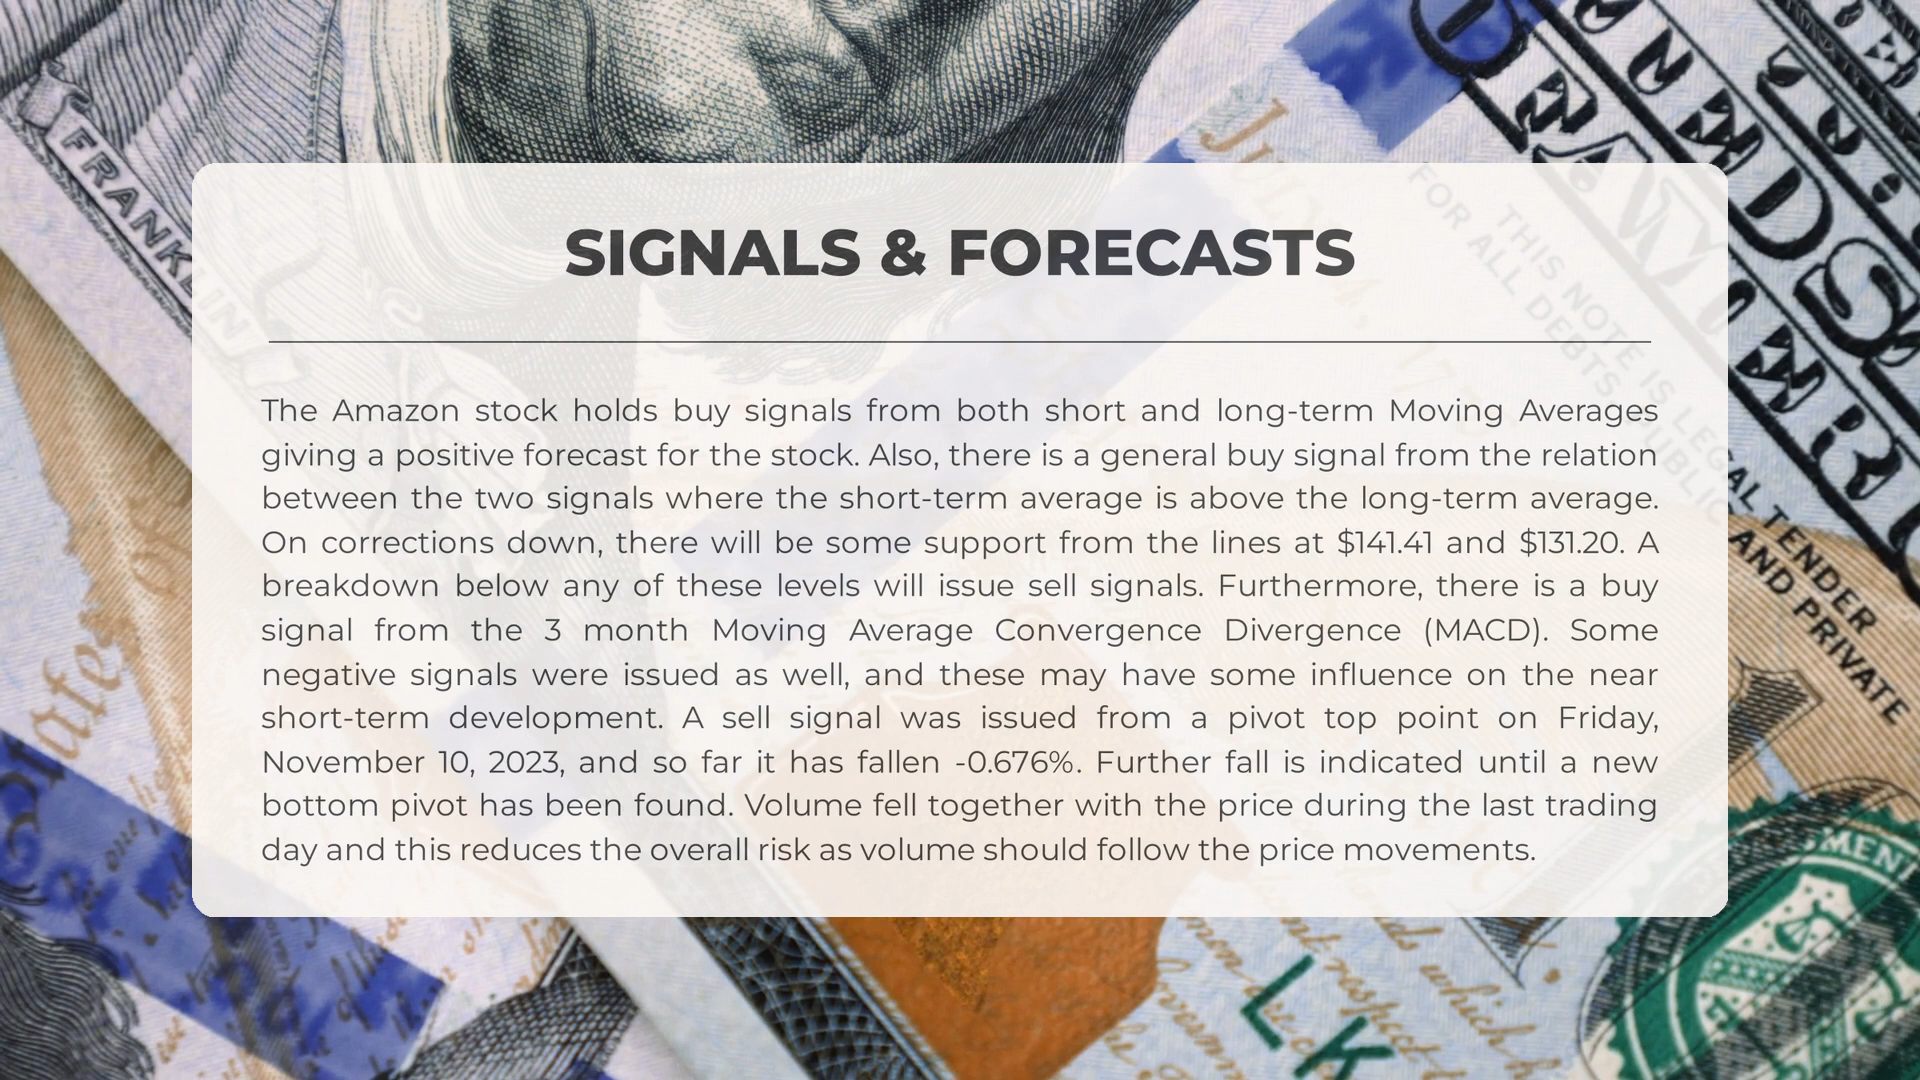 FRANKLIN
JULY 4, 1776
THIS NOTE IS LEGAL TENDER
FOR ALL DEBTS, PUBLIC AND PRIVATE
SIGNALS & FORECASTS
The Amazon stock holds buy signals from both short and long-term Moving Averages
giving a positive forecast for the stock. Also, there is a general buy signal from the relation
between the two signals where the short-term average is above the long-term average.
On corrections down, there will be some support from the lines at $141.41 and $131.20. A
breakdown below any of these levels will issue sell signals. Furthermore, there is a buy
signal from the 3 month Moving Average Convergence Divergence (MACD). Some
negative signals were issued as well, and these may have some influence on the near
short-term development. A sell signal was issued from a pivot top point on Friday,
November 10, 2023, and so far it has fallen -0.676%. Further fall is indicated until a new
bottom pivot has been found. Volume fell together with the price during the last trading
day and this reduces the overall risk as volume should follow the price movements.
LK